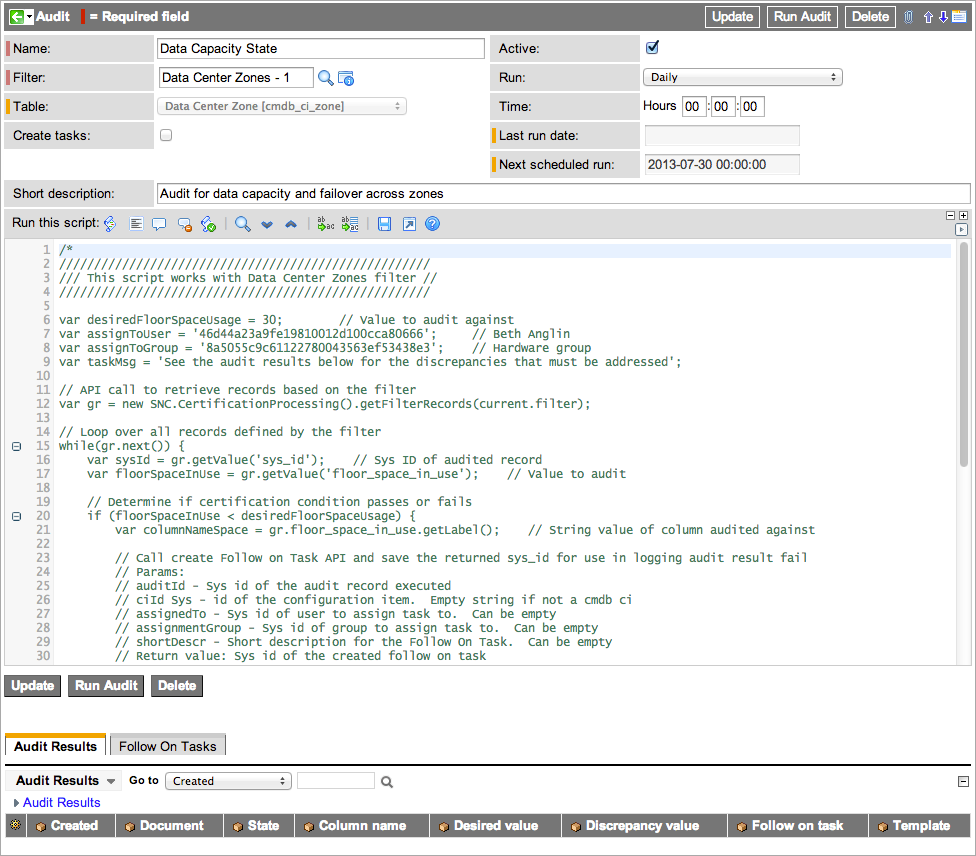 Audit = Required field Update Run Audit Delete
Name: Data Capacity State Active:
Filter: Data Center Zones - 1 Run: Daily
Table: Data Center Zone [cmdb_ci_zone] Time: Hours 00 : 00 : 00
Create tasks: Last run date:
Next scheduled run: 2013-07-30 00:00:00
Short description: Audit for data capacity and failover across zones
Run this script:
1 /*
2 /////////////////////////////////////////////////////
3 /// This script works with Data Center Zones filter //
4 /////////////////////////////////////////////////////
5
6 var desiredFloorSpaceUsage = 30; // Value to audit against
7 var assignToUser = '46d44a23a9fe19810012d100cca80666'; // Beth Anglin
8 var assignToGroup = '8a5055c9c61122780043563ef53438e3'; // Hardware group
9 var taskMsg = 'See the audit results below for the discrepancies that must be addressed';
10
11 // API call to retrieve records based on the filter
12 var gr = new SNC.CertificationProcessing().getFilterRecords(current.filter);
13
14 // Loop over all records defined by the filter
15 while(gr.next()) {
16 var sysId = gr.getValue('sys_id'); // Sys ID of audited record
17 var floorSpaceInUse = gr.getValue('floor_space_in_use'); // Value to audit
18
19 // Determine if certification condition passes or fails
20 if (floorSpaceInUse < desiredFloorSpaceUsage) {
21 var columnNameSpace = gr.floor_space_in_use.getLabel(); // String value of column audited against
22
23 // Call create Follow on Task API and save the returned sys_id for use in logging audit result fail
24 // Params:
25 // auditId - Sys id of the audit record executed
26 // ciId Sys - id of the configuration item. Empty string if not a cmdb ci
27 // assignedTo - Sys id of user to assign task to. Can be empty
28 // assignmentGroup - Sys id of group to assign task to. Can be empty
29 // shortDescr - Short description for the Follow On Task. Can be empty
30 // Return value: Sys id of the created follow on task
Update Run Audit Delete
Audit Results Follow On Tasks
Audit Results Go to Created
Audit Results
Created Document State Column name Desired value Discrepancy value Follow on task Template